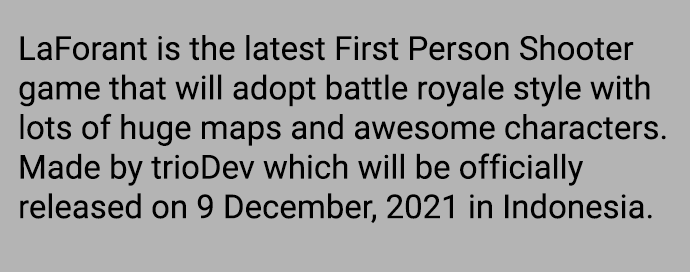 LaForant is the latest First Person Shooter
game that will adopt battle royale style with
lots of huge maps and awesome characters.
Made by trioDev which will be officially
released on 9 December, 2021 in Indonesia.